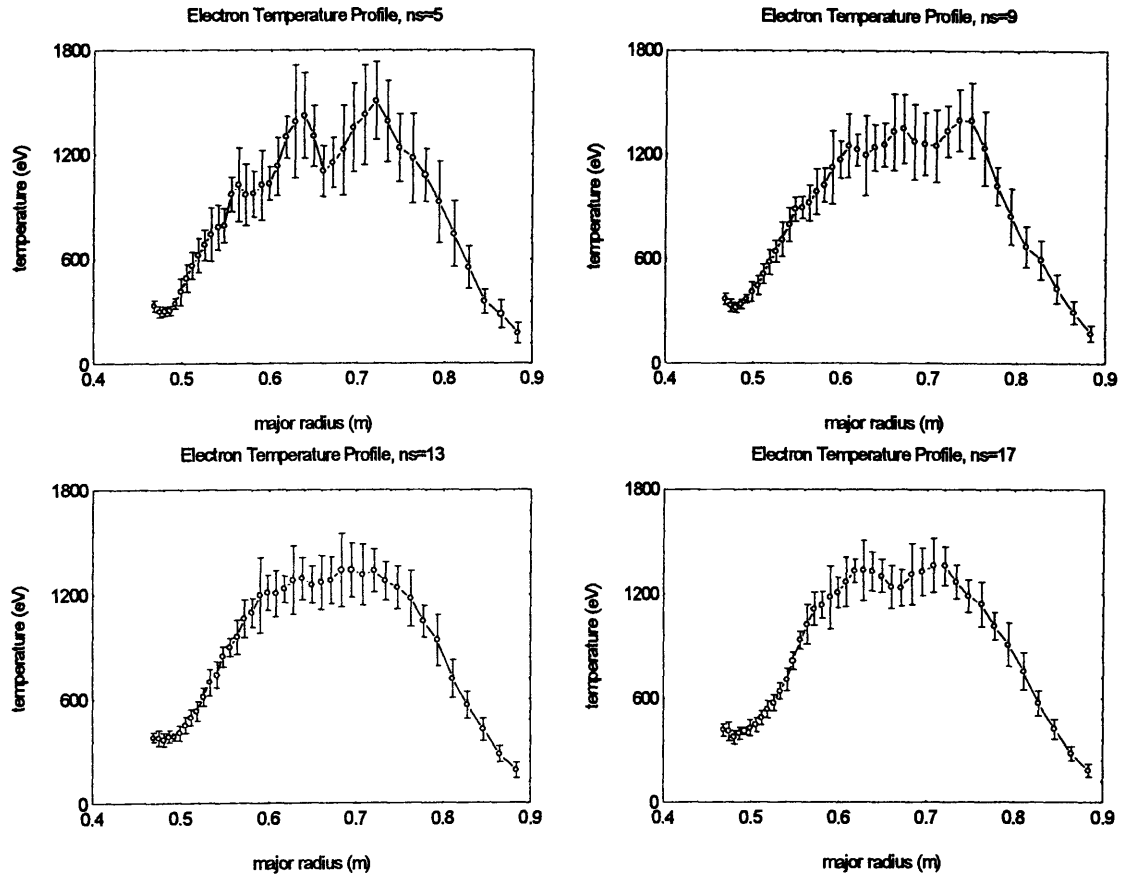 Electron Temperature Profile, ns=5
1800
1200
600
0
temperature (eV)
0.4 0.5 0.6 0.7 0.8 0.9
major radius (m)
Electron Temperature Profile, ns=9
1800
1200
600
0
temperature (eV)
0.4 0.5 0.6 0.7 0.8 0.9
major radius (m)
Electron Temperature Profile, ns=13
1800
1200
600
0
temperature (eV)
0.4 0.5 0.6 0.7 0.8 0.9
major radius (m)
Electron Temperature Profile, ns=17
1800
1200
600
0
temperature (eV)
0.4 0.5 0.6 0.7 0.8 0.9
major radius (m)